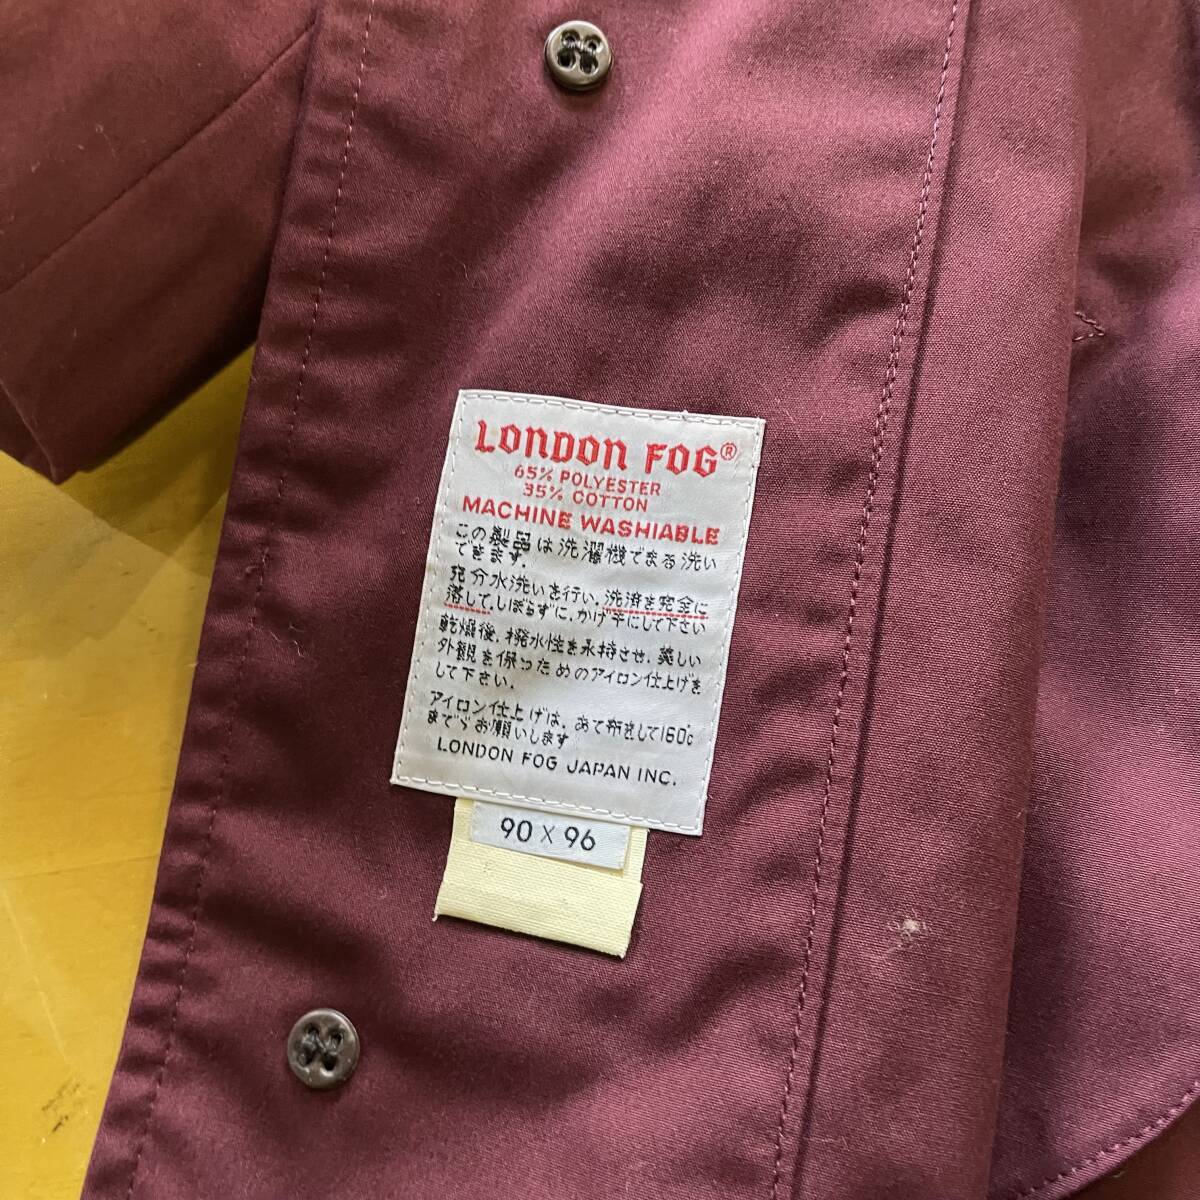 LONDON FOG®
65% POLYESTER
35% COTTON
MACHINE WASHIABLE
この製品は洗濯機でまる洗い
できます.
充分水洗いを行い.洗済を完全に
落して.しぼらずに.かげ干にして下さい
乾燥後.撥水性を永持させ.美しい
外観を保つためのアイロン仕上げを
して下さい.
アイロン仕上げは.あて布をして160℃
までゞお願いします
LONDON FOG JAPAN INC.
90 X 96